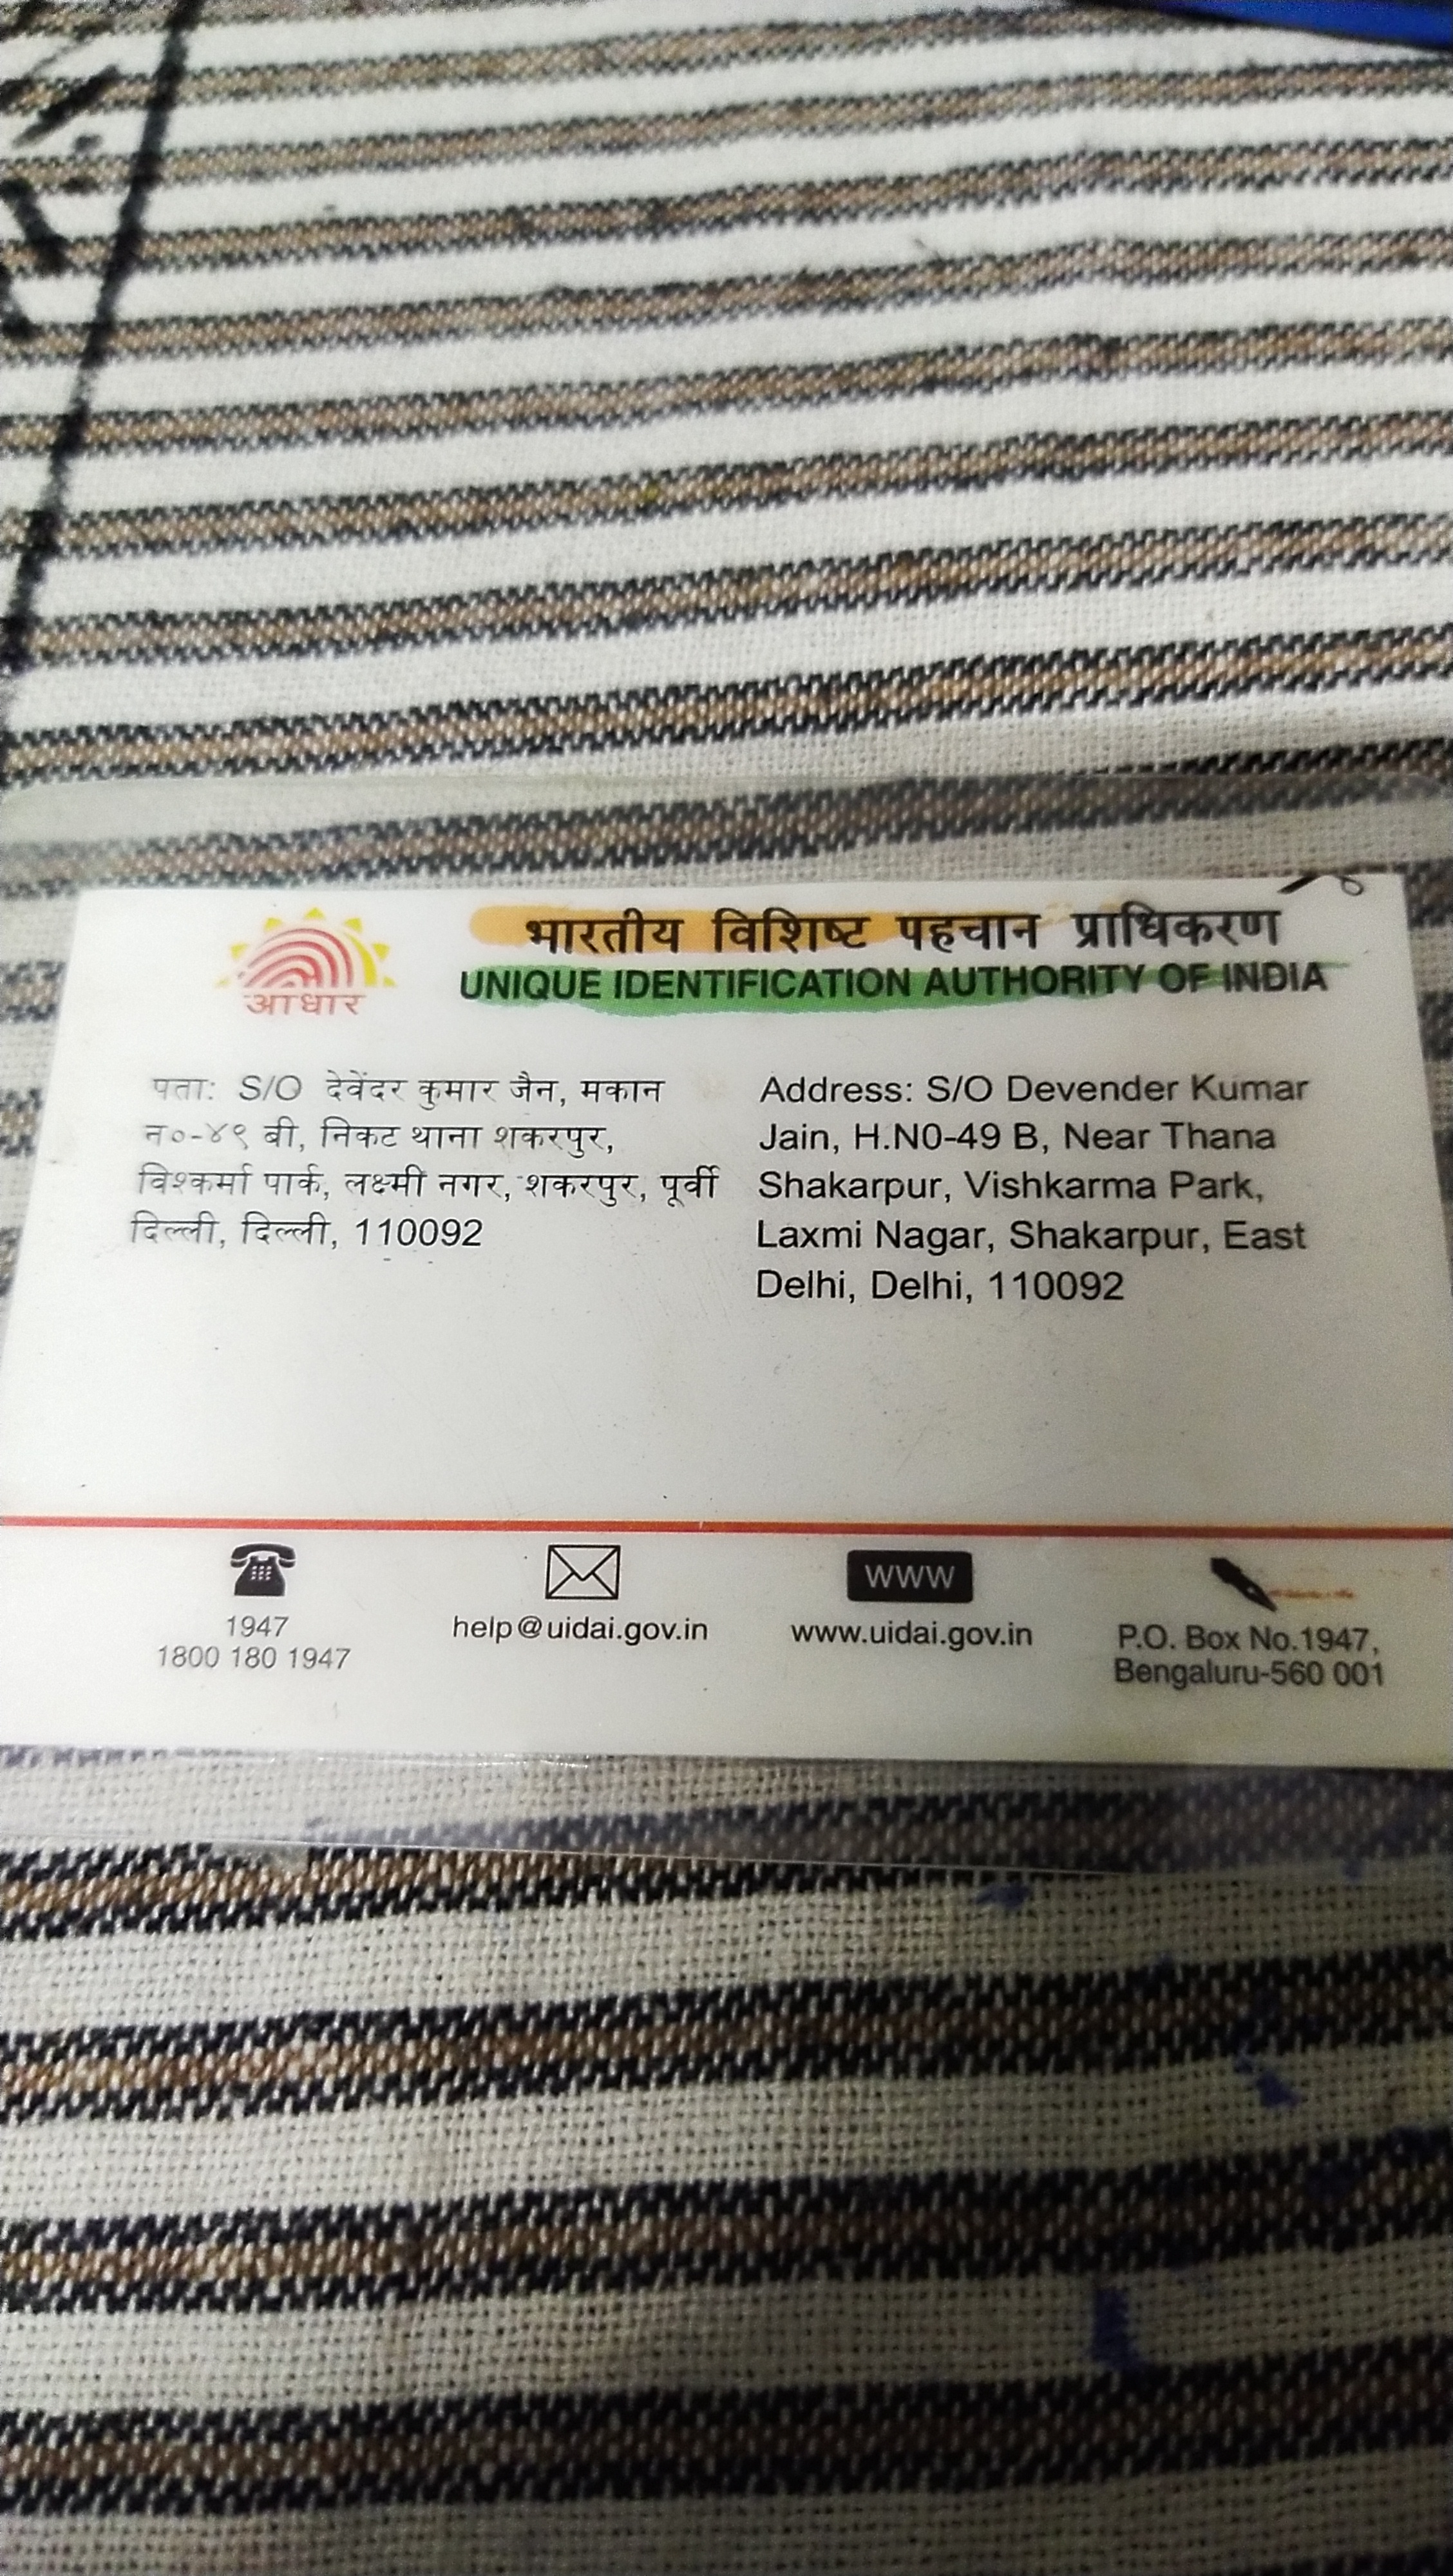 भारतीय विशिष्ट पहचान प्राधिकरण
UNIQUE IDENTIFICATION AUTHORITY OF INDIA
आधार
पता: S/O देवेंदर कुमार जैन, मकान
न०-४९ बी, निकट थाना शकरपुर,
विश्कर्मा पार्क, लक्ष्मी नगर, शकरपुर, पूर्वी
दिल्ली, दिल्ली, 110092
Address: S/O Devender Kumar
Jain, H.N0-49 B, Near Thana
Shakarpur, Vishkarma Park,
Laxmi Nagar, Shakarpur, East
Delhi, Delhi, 110092
1947
1800 180 1947
help@uidai.gov.in
www
www.uidai.gov.in
P.O. Box No.1947,
Bengaluru-560 001